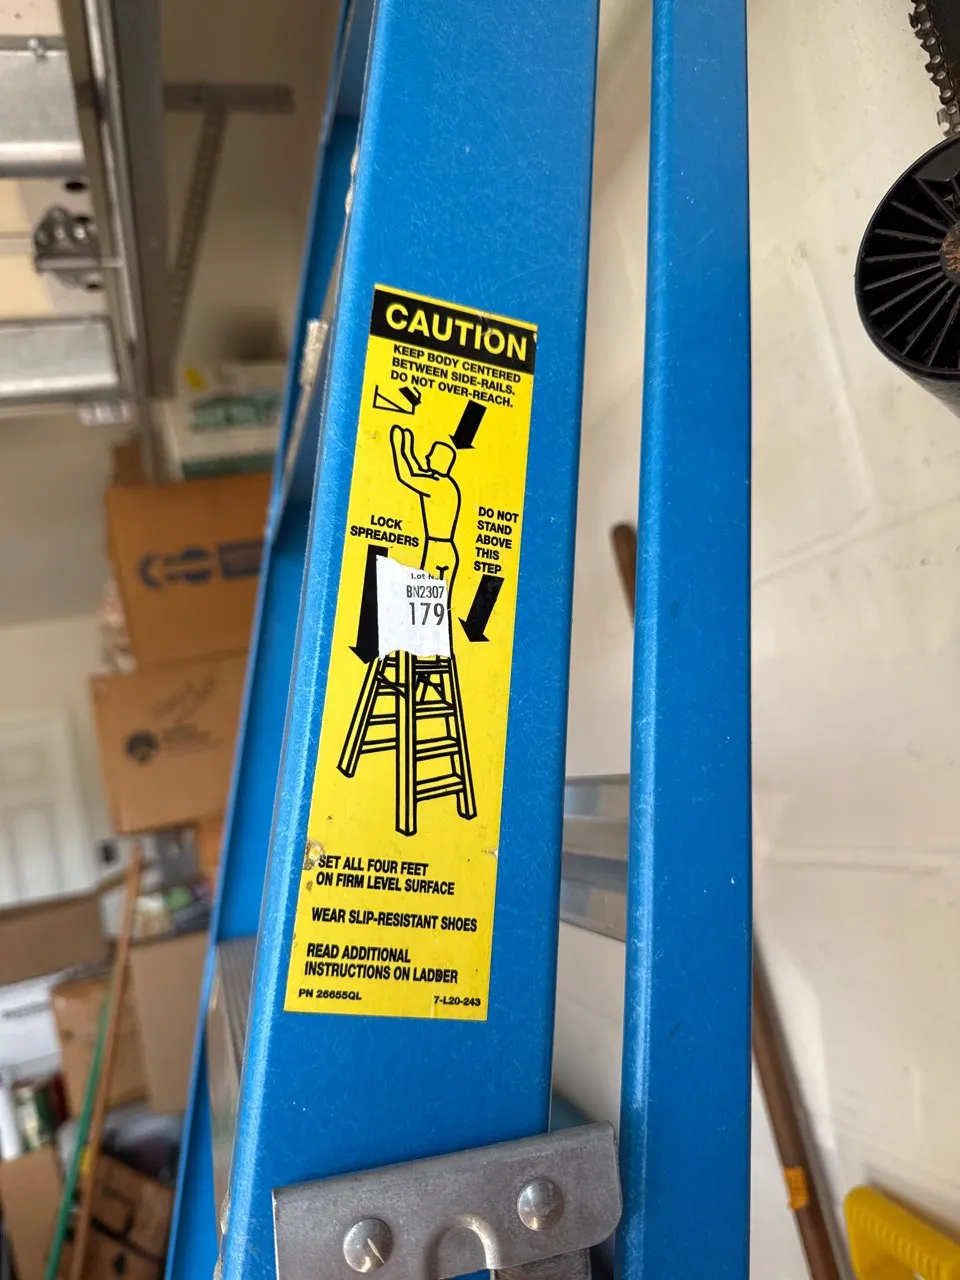 CAUTION
KEEP BODY CENTERED
BETWEEN SIDE-RAILS.
DO NOT OVER-REACH.
LOCK
SPREADERS
DO NOT
STAND
ABOVE
THIS
STEP
Lot No.
BN2307
179
SET ALL FOUR FEET
ON FIRM LEVEL SURFACE
WEAR SLIP-RESISTANT SHOES
READ ADDITIONAL
INSTRUCTIONS ON LADDER
PN 26655QL
7-L20-243